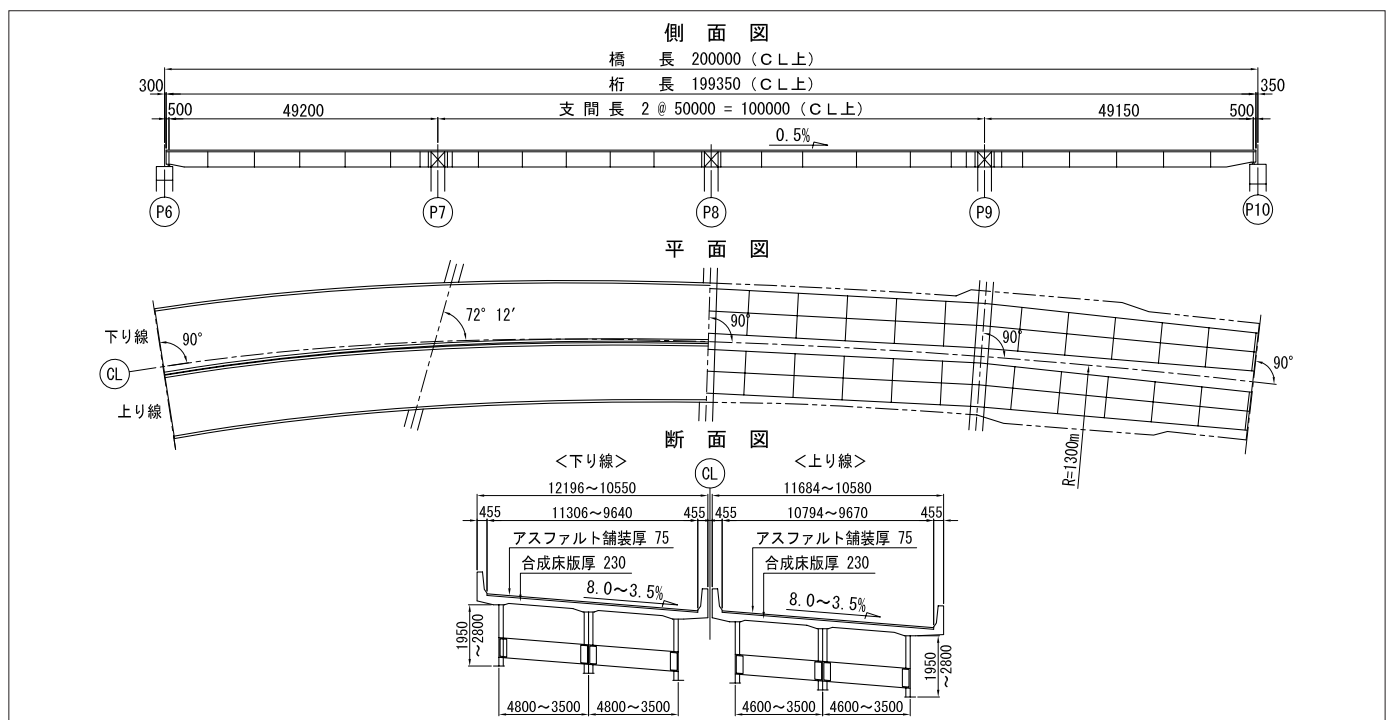 側 面 図
橋 長 200000 (CL上)
300 桁 長 199350 (CL上) 350
500 49200 支 間 長 2 @ 50000 = 100000 (CL上) 49150 500
0.5%
P6 P7 P8 P9 P10
平 面 図
72° 12′
下り線 90° 90° 90° 90°
CL
上り線
R=1300m
断 面 図
<下り線> CL <上り線>
12196~10550 11684~10580
455 11306~9640 455 455 10794~9670 455
アスファルト舗装厚 75 アスファルト舗装厚 75
合成床版厚 230 合成床版厚 230
8.0~3.5% 8.0~3.5%
1950~2800 1950~2800
4800~3500 4800~3500 4600~3500 4600~3500